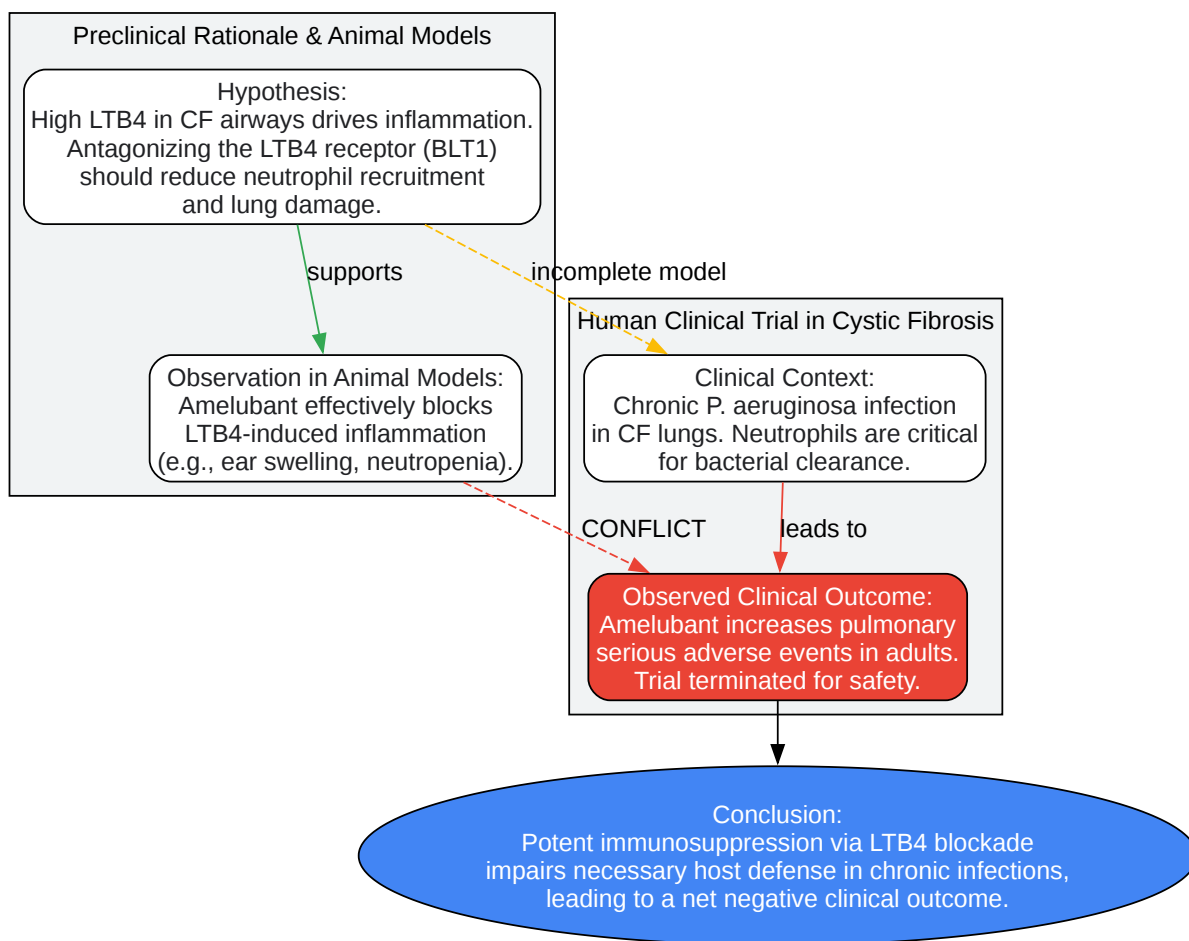 Preclinical Rationale & Animal Models
Hypothesis:
High LTB4 in CF airways drives inflammation.
Antagonizing the LTB4 receptor (BLT1)
should reduce neutrophil recruitment
and lung damage.
supports
incomplete model
Human Clinical Trial in Cystic Fibrosis
Observation in Animal Models:
Amelubant effectively blocks
LTB4-induced inflammation
(e.g., ear swelling, neutropenia).
Clinical Context:
Chronic P. aeruginosa infection
in CF lungs. Neutrophils are critical
for bacterial clearance.
CONFLICT
leads to
Observed Clinical Outcome:
Amelubant increases pulmonary
serious adverse events in adults.
Trial terminated for safety.
Conclusion:
Potent immunosuppression via LTB4 blockade
impairs necessary host defense in chronic infections,
leading to a net negative clinical outcome.